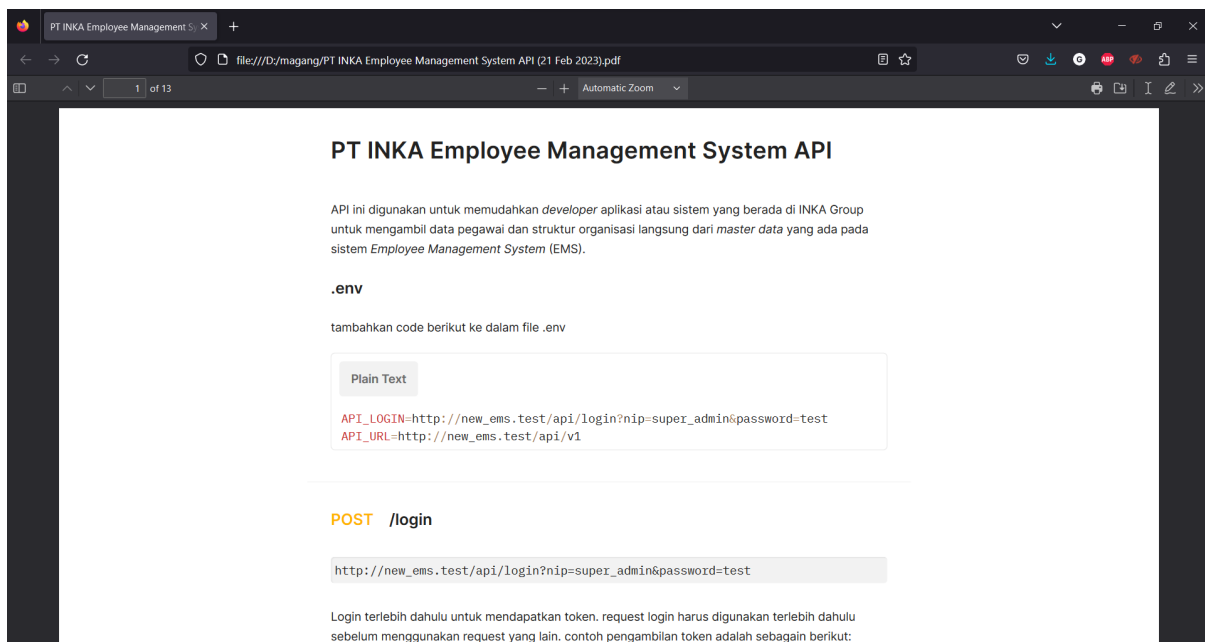 PT INKA Employee Management Sy
file:///D:/magang/PT INKA Employee Management System API (21 Feb 2023).pdf
1 of 13
Automatic Zoom
PT INKA Employee Management System API
API ini digunakan untuk memudahkan developer aplikasi atau sistem yang berada di INKA Group
untuk mengambil data pegawai dan struktur organisasi langsung dari master data yang ada pada
sistem Employee Management System (EMS).
.env
tambahkan code berikut ke dalam file .env
Plain Text
API_LOGIN=http://new_ems.test/api/login?nip=super_admin&password=test
API_URL=http://new_ems.test/api/v1
POST /login
http://new_ems.test/api/login?nip=super_admin&password=test
Login terlebih dahulu untuk mendapatkan token. request login harus digunakan terlebih dahulu
sebelum menggunakan request yang lain. contoh pengambilan token adalah sebagain berikut: